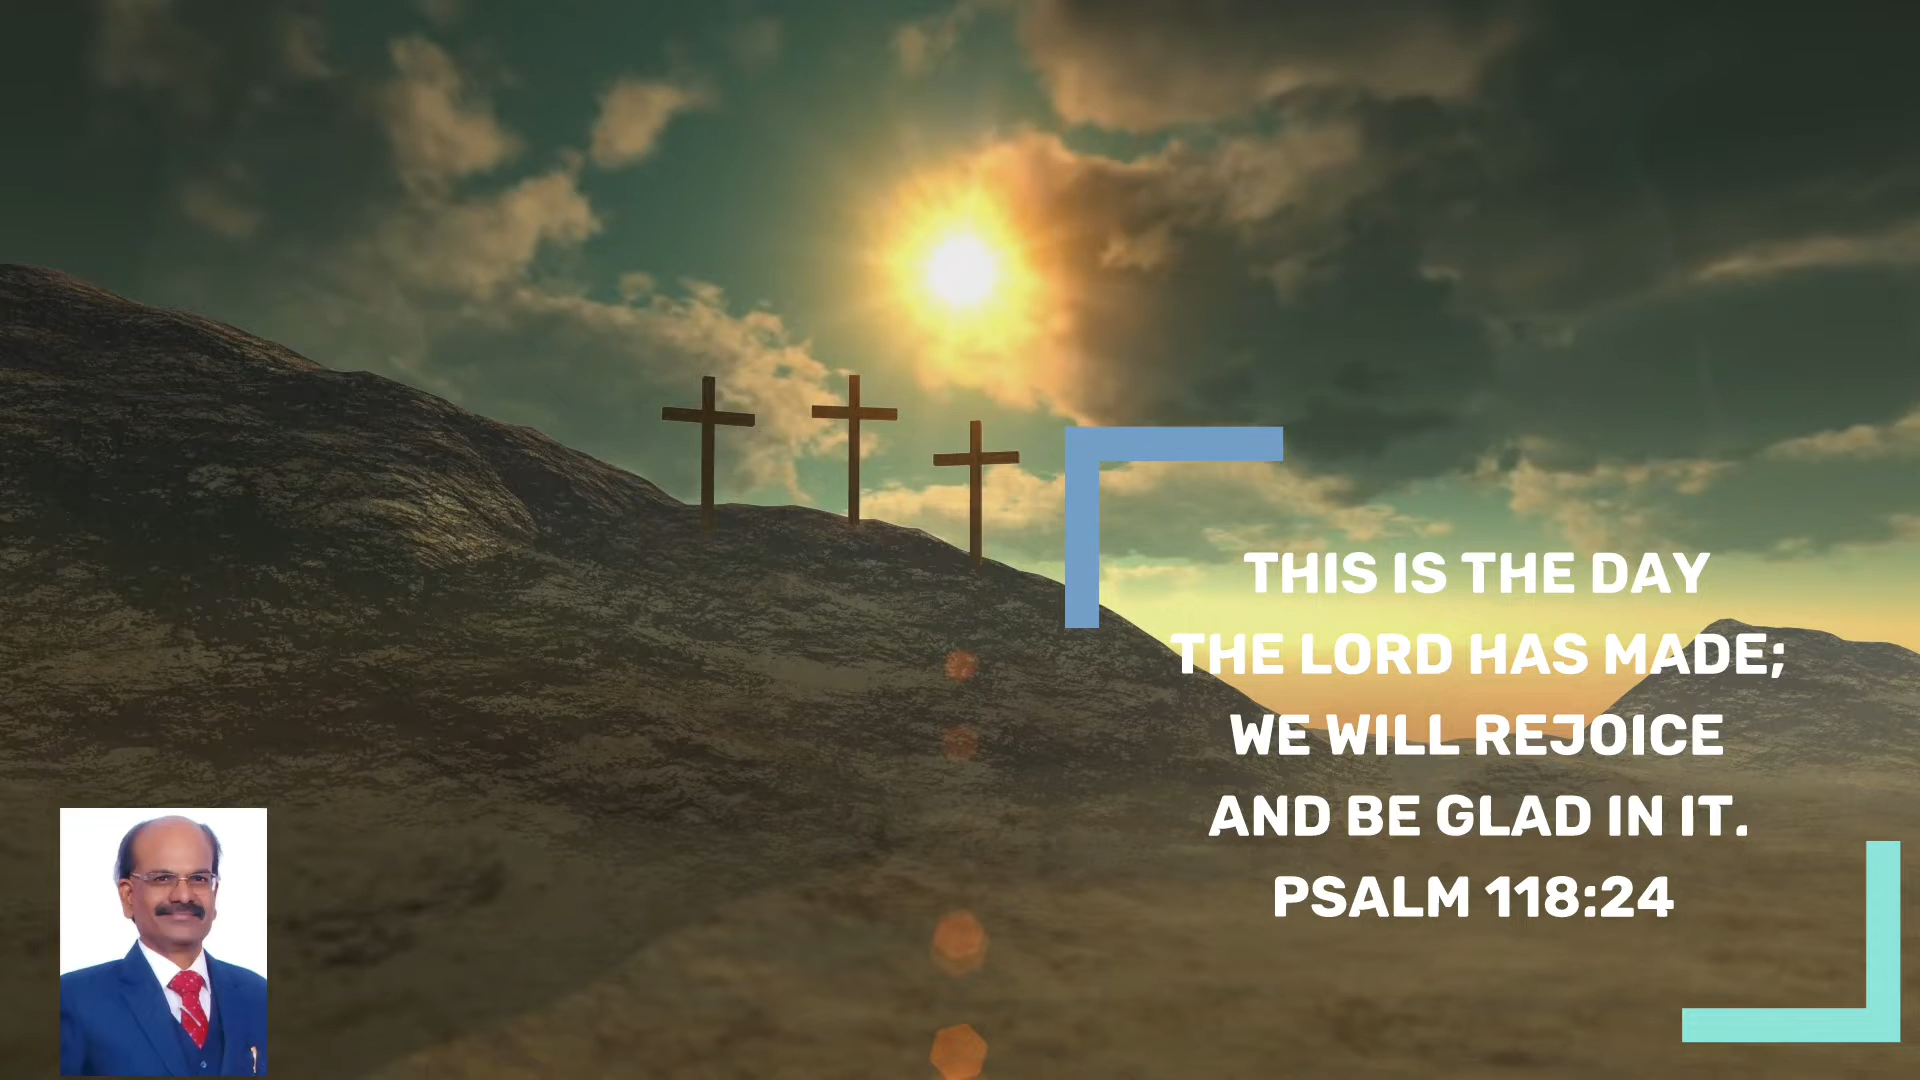 THIS IS THE DAY
THE LORD HAS MADE;
WE WILL REJOICE
AND BE GLAD IN IT.
PSALM 118:24